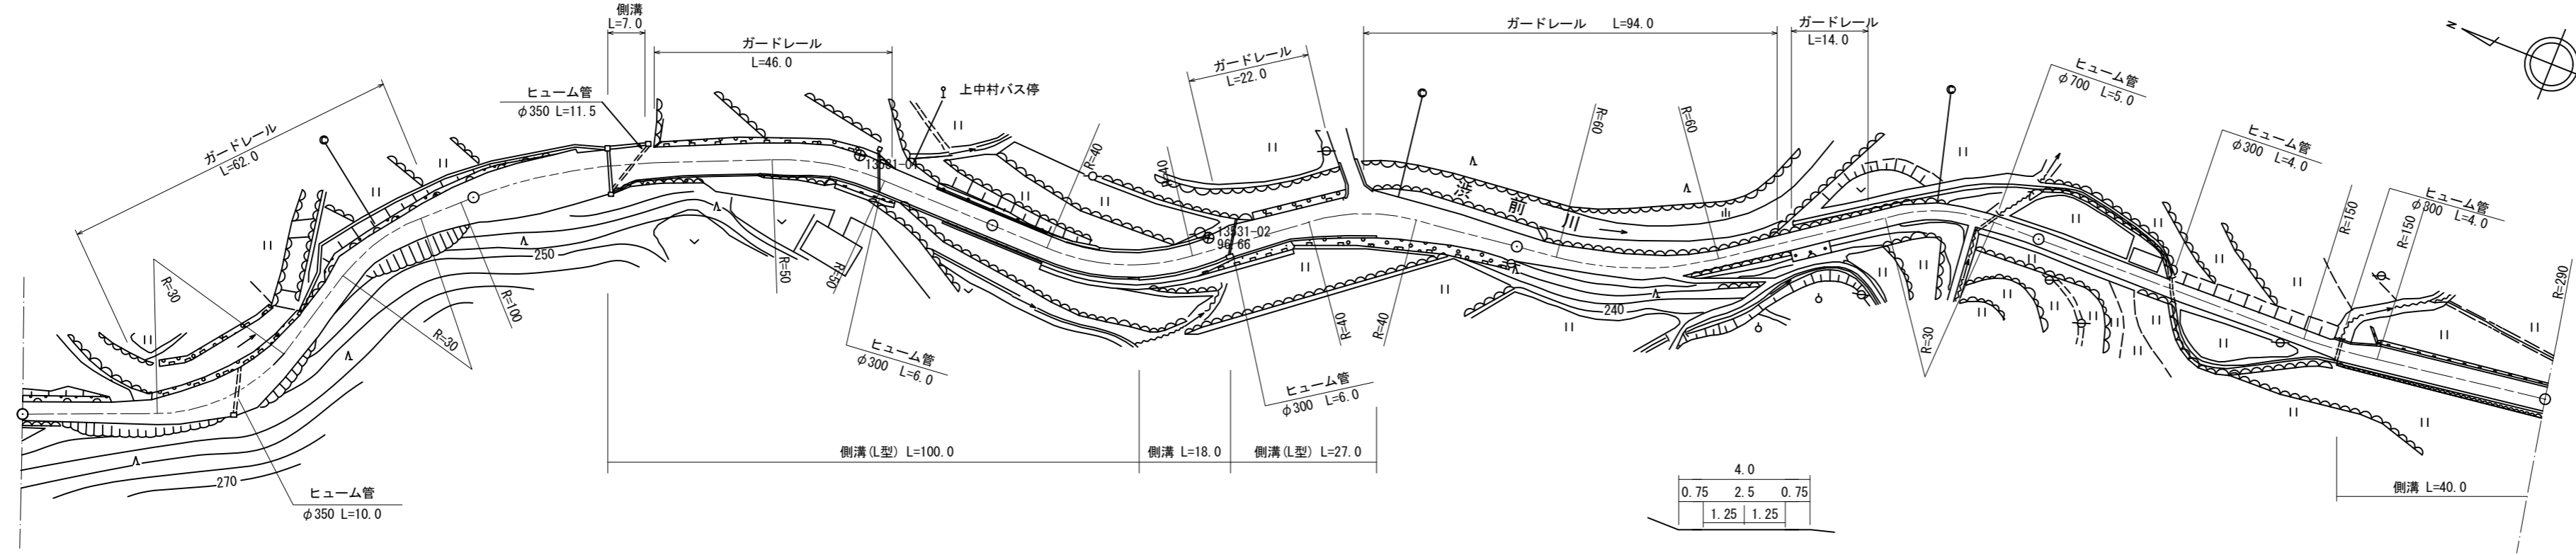 側溝
L=7.0
ガードレール
L=46.0
ガードレール
L=62.0
ヒューム管
φ350 L=11.5
上中村バス停
ガードレール
L=22.0
ガードレール L=94.0
ガードレール
L=14.0
N
ヒューム管
φ700 L=5.0
ヒューム管
φ300 L=4.0
ヒューム管
φ300 L=4.0
R=30
R=100
R=30
250
270
13531-01
R=50
R=50
R=40
R=40
13531-02
96.66
R=40
R=40
R=60
R=60
前
川
240
R=30
R=150
R=150
R=290
ヒューム管
φ300 L=6.0
ヒューム管
φ300 L=6.0
ヒューム管
φ350 L=10.0
側溝(L型) L=100.0
側溝 L=18.0
側溝(L型) L=27.0
側溝 L=40.0
4.0
0.75 2.5 0.75
1.25 1.25